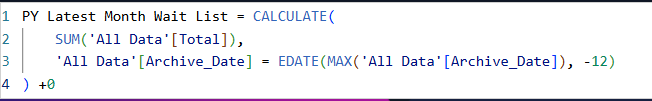 1 PY Latest Month Wait List = CALCULATE(
2     SUM('All Data'[Total]),
3     'All Data'[Archive_Date] = EDATE(MAX('All Data'[Archive_Date]), -12)
4 ) +0